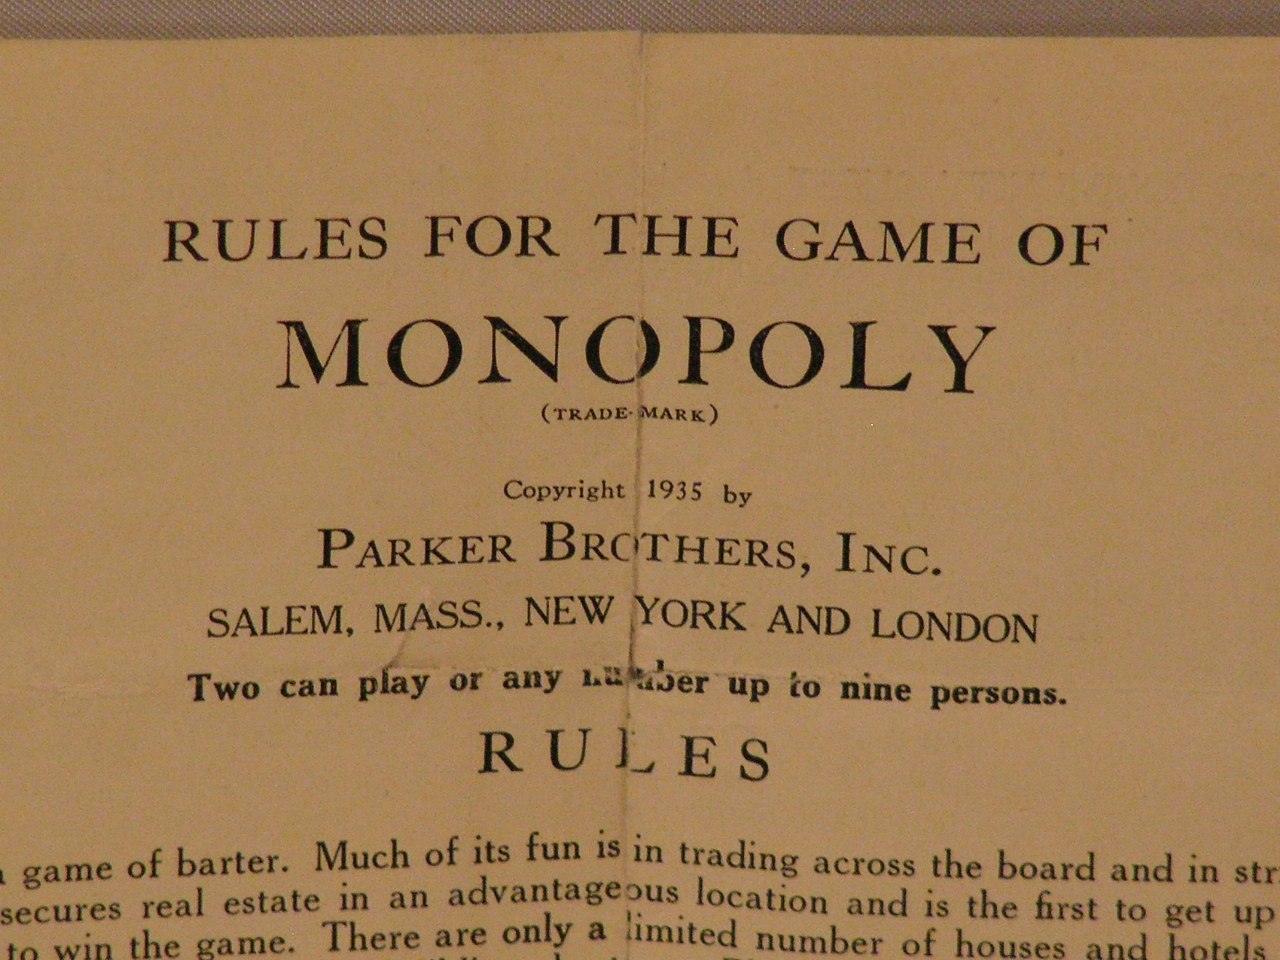 RULES FOR THE GAME OF
MONOPOLY
(TRADE-MARK)
Copyright 1935 by
PARKER BROTHERS, INC.
SALEM, MASS., NEW YORK AND LONDON
Two can play or any number up to nine persons.
RULES
game of barter. Much of its fun is in trading across the board and in
secures real estate in an advantageous location and is the first to get up
to win the game. There are only a limited number of houses and hotels